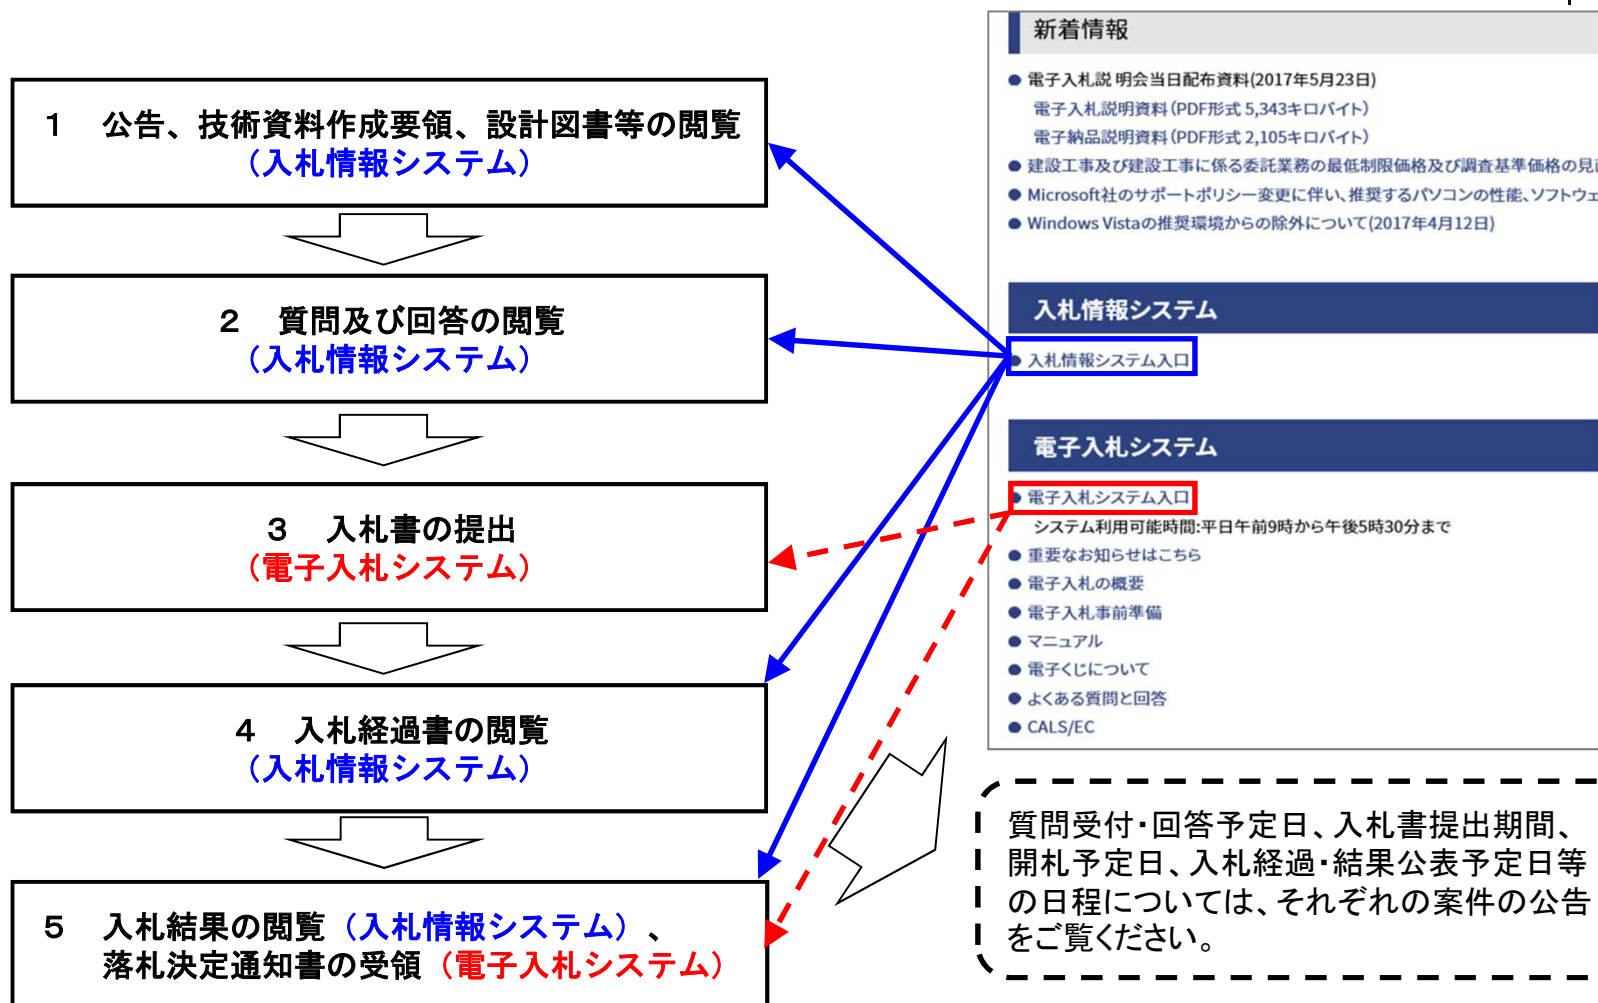 1　公告、技術資料作成要領、設計図書等の閲覧
（入札情報システム）
2　質問及び回答の閲覧
（入札情報システム）
3　入札書の提出
（電子入札システム）
4　入札経過書の閲覧
（入札情報システム）
5　入札結果の閲覧（入札情報システム）、
落札決定通知書の受領（電子入札システム）
新着情報
● 電子入札説 明会当日配布資料(2017年5月23日)
電子入札説明資料（PDF形式 5,343キロバイト）
電子納品説明資料（PDF形式 2,105キロバイト）
● 建設工事及び建設工事に係る委託業務の最低制限価格及び調査基準価格の見
● Microsoft社のサポートポリシー変更に伴い、推奨するパソコンの性能、ソフトウェ
● Windows Vistaの推奨環境からの除外について(2017年4月12日)
入札情報システム
● 入札情報システム入口
電子入札システム
● 電子入札システム入口
システム利用可能時間:平日午前9時から午後5時30分まで
● 重要なお知らせはこちら
● 電子入札の概要
● 電子入札事前準備
● マニュアル
● 電子くじについて
● よくある質問と回答
● CALS/EC
質問受付・回答予定日、入札書提出期間、
開札予定日、入札経過・結果公表予定日等
の日程については、それぞれの案件の公告
をご覧ください。